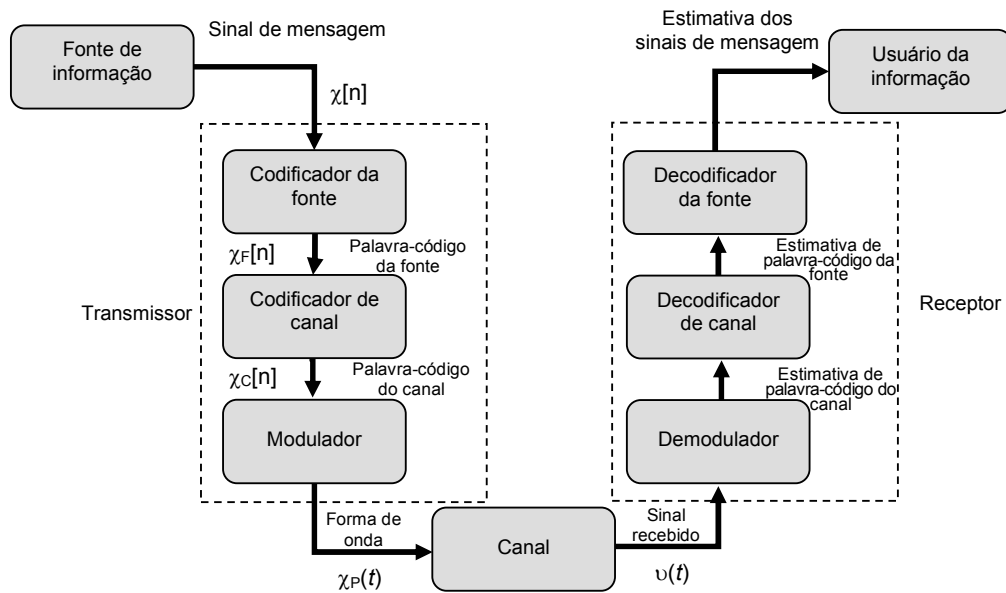 Fonte de
informação
Sinal de mensagem
χ[n]
Estimativa dos
sinais de mensagem
Usuário da
informação
Codificador da
fonte
χF[n]
Palavra-código
da fonte
Transmissor
Codificador de
canal
χC[n]
Palavra-código
do canal
Modulador
Forma de
onda
χP(t)
Canal
Sinal
recebido
υ(t)
Decodificador
da fonte
Estimativa de
palavra-código da
fonte
Decodificador
de canal
Receptor
Estimativa de
palavra-código do
canal
Demodulador